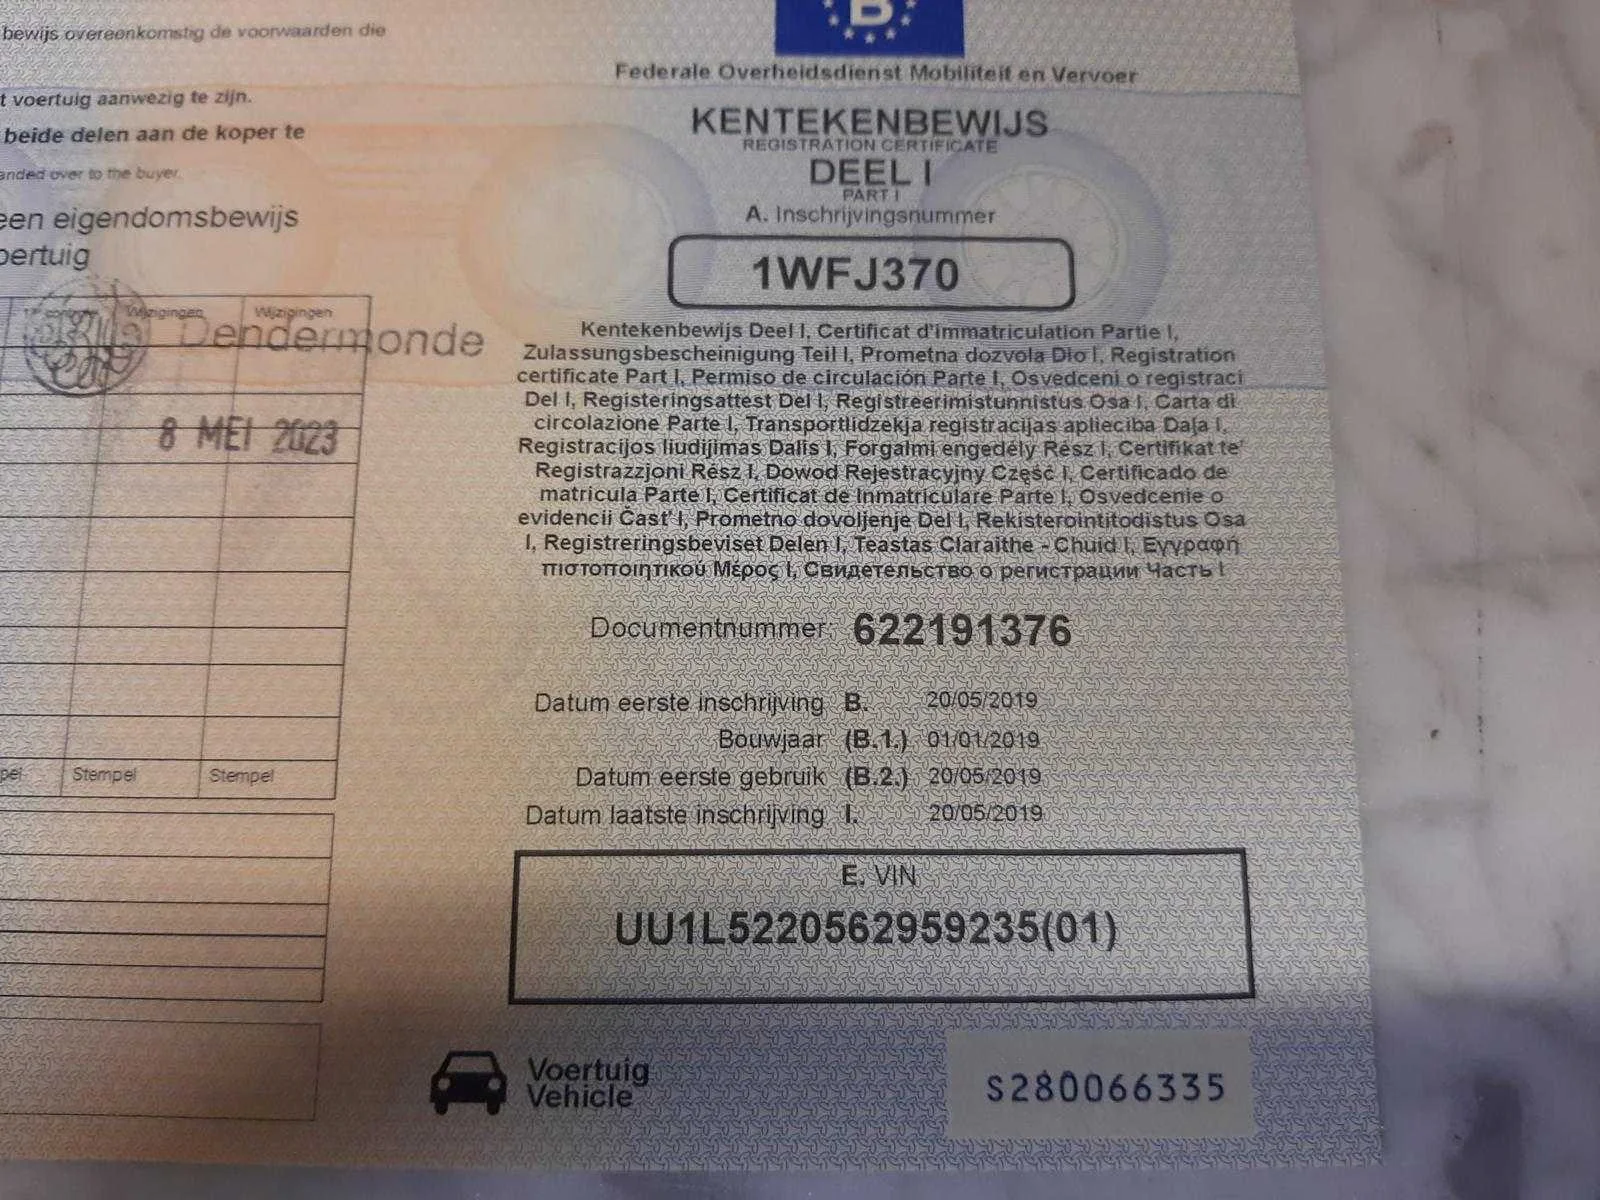 bewijs overeenkomstig de voorwaarden die
t voertuig aanwezig te zijn.
beide delen aan de koper te
anded over to the buyer.
een eigendomsbewijs
oertuig
Wijzigingen
Wijzigingen
Dendermonde
8 MEI 2023
pel
Stempel
Stempel
B
Federale Overheidsdienst Mobiliteit en Vervoer
KENTEKENBEWIJS
REGISTRATION CERTIFICATE
DEEL I
PART I
A. Inschrijvingsnummer
1WFJ370
Kentekenbewijs Deel I, Certificat d'immatriculation Partie I,
Zulassungsbescheinigung Teil I, Prometna dozvola Dio I, Registration
certificate Part I, Permiso de circulación Parte I, Osvedceni o registraci
Del I, Registeringsattest Del I, Registreerimistunnistus Osa I, Carta di
circolazione Parte I, Transportlidzekja registracijas aplieciba Daļa I,
Registracijos liudijimas Dalis I, Forgalmi engedély Rész I, Certifikat te'
Registrazzjoni Rész I, Dowod Rejestracyjny Część I, Certificado de
matricula Parte I, Certificat de Inmatriculare Parte I, Osvedcenie o
evidencii Časť I, Prometno dovoljenje Del I, Rekisterointitodistus Osa
I, Registreringsbeviset Delen I, Teastas Claraithe - Chuid I, Εγγραφή
πιστοποιητικού Μέρος I, Свидетельство о регистрации Часть I
Documentnummer: 622191376
Datum eerste inschrijving B. 20/05/2019
Bouwjaar (B.1.) 01/01/2019
Datum eerste gebruik (B.2.) 20/05/2019
Datum laatste inschrijving I. 20/05/2019
E. VIN
UU1L5220562959235(01)
Voertuig
Vehicle
S280066335